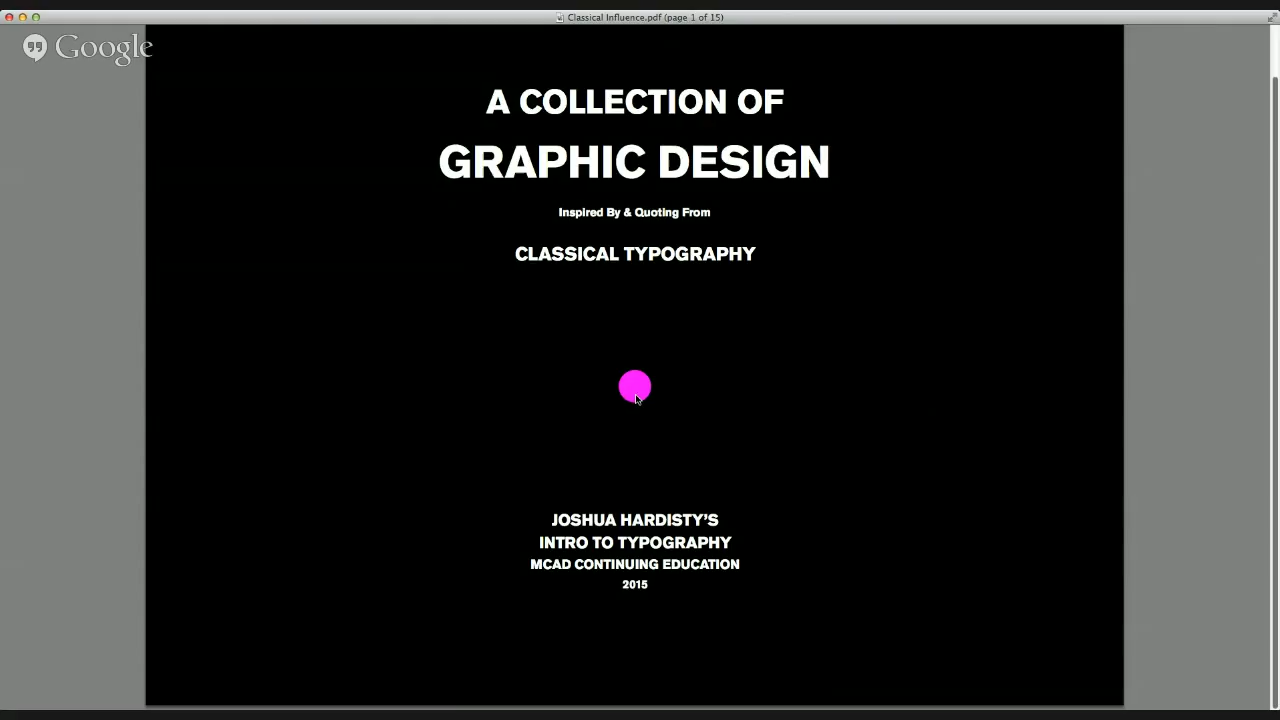 Classical Influence.pdf (page 1 of 15)
Google
A COLLECTION OF
GRAPHIC DESIGN
Inspired By & Quoting From
CLASSICAL TYPOGRAPHY
JOSHUA HARDISTY'S
INTRO TO TYPOGRAPHY
MCAD CONTINUING EDUCATION
2015